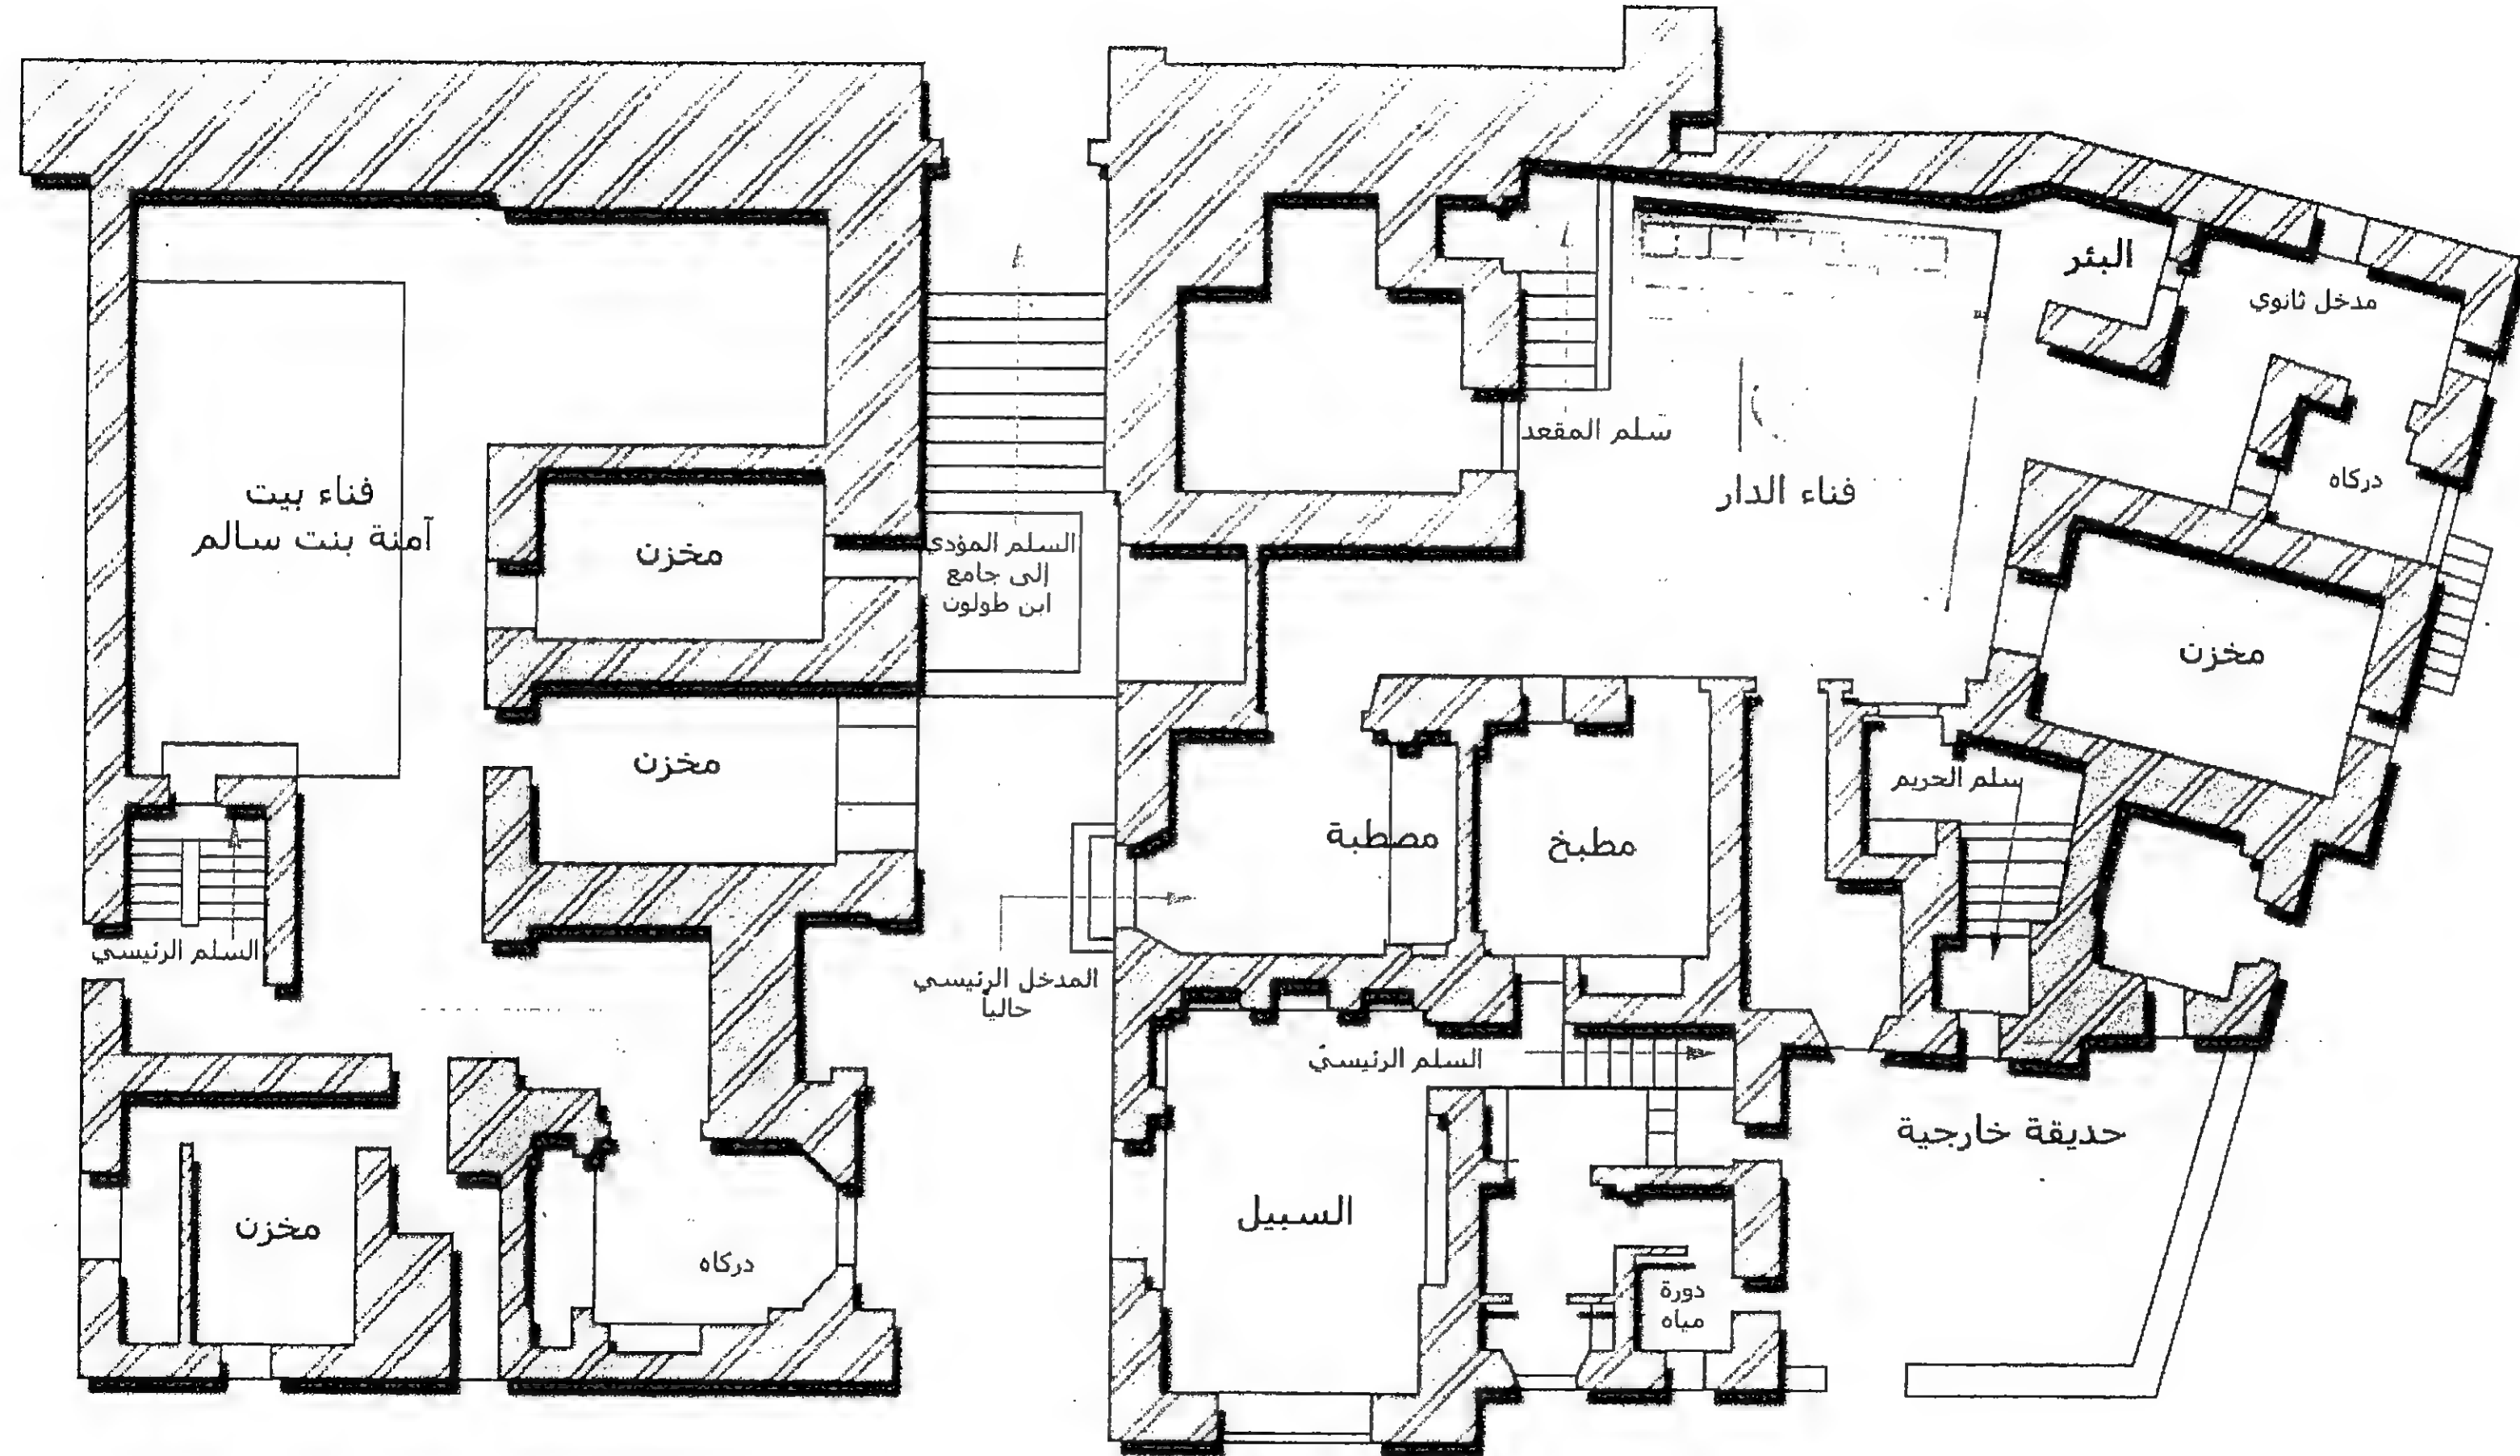 البئر
مدخل ثانوي
سلم المقعد
دركاه
فناء الدار
فناء بيت
آمنة بنت سالم
مخزن
السلم المؤدي
إلى جامع
ابن طولون
مخزن
مخزن
سلم الحريم
مصطبة
مطبخ
السلم الرئيسي
المدخل الرئيسي
حالياً
السلم الرئيسي
حديقة خارجية
السبيل
مخزن
دركاه
دورة
مياه